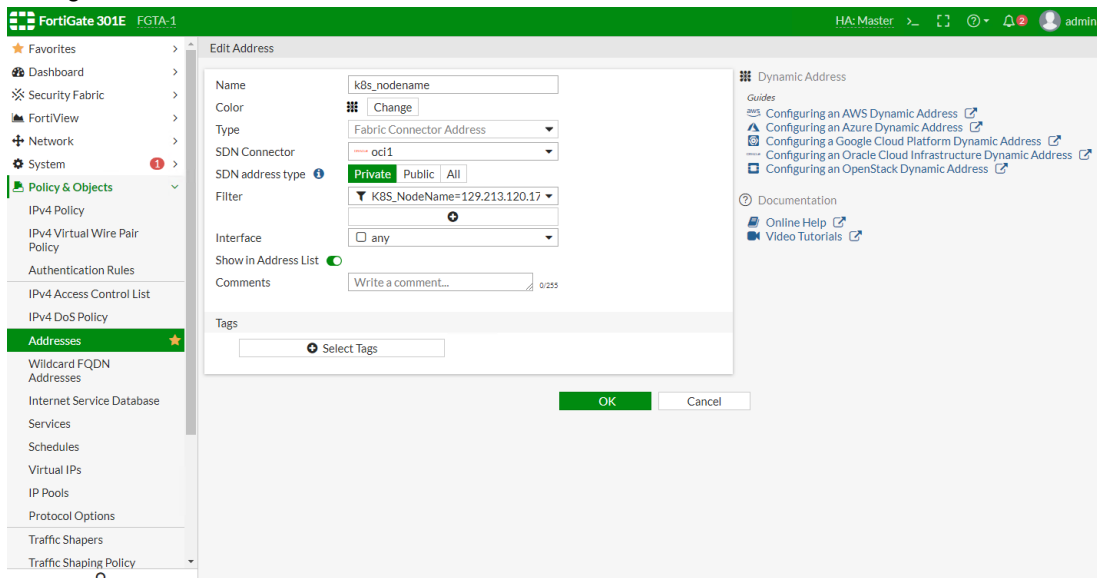 FortiGate 301E FGTA-1
HA: Master >_ 2 admin
Favorites
Dashboard
Security Fabric
FortiView
Network
System 1
Policy & Objects
IPv4 Policy
IPv4 Virtual Wire Pair
Policy
Authentication Rules
IPv4 Access Control List
IPv4 DoS Policy
Addresses
Wildcard FQDN
Addresses
Internet Service Database
Services
Schedules
Virtual IPs
IP Pools
Protocol Options
Traffic Shapers
Traffic Shaping Policy
Edit Address
Name k8s_nodename
Color Change
Type Fabric Connector Address
SDN Connector oci1
SDN address type Private Public All
Filter K8S_NodeName=129.213.120.17
Interface any
Show in Address List
Comments Write a comment... 0/255
Tags
Select Tags
OK Cancel
Dynamic Address
Guides
Configuring an AWS Dynamic Address
Configuring an Azure Dynamic Address
Configuring a Google Cloud Platform Dynamic Address
Configuring an Oracle Cloud Infrastructure Dynamic Address
Configuring an OpenStack Dynamic Address
Documentation
Online Help
Video Tutorials